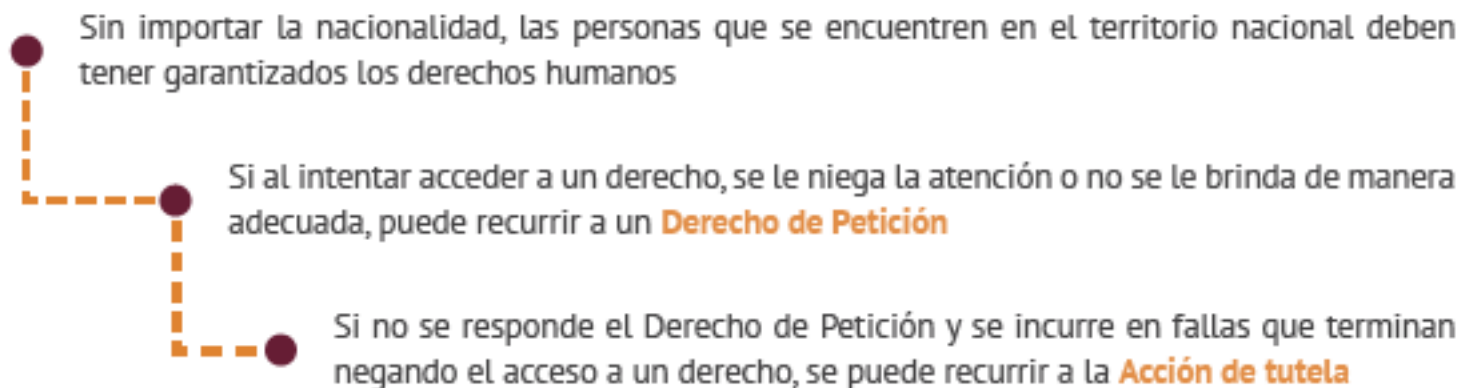 Sin importar la nacionalidad, las personas que se encuentren en el territorio nacional deben
tener garantizados los derechos humanos
Si al intentar acceder a un derecho, se le niega la atención o no se le brinda de manera
adecuada, puede recurrir a un Derecho de Petición
Si no se responde el Derecho de Petición y se incurre en fallas que terminan
negando el acceso a un derecho, se puede recurrir a la Acción de tutela